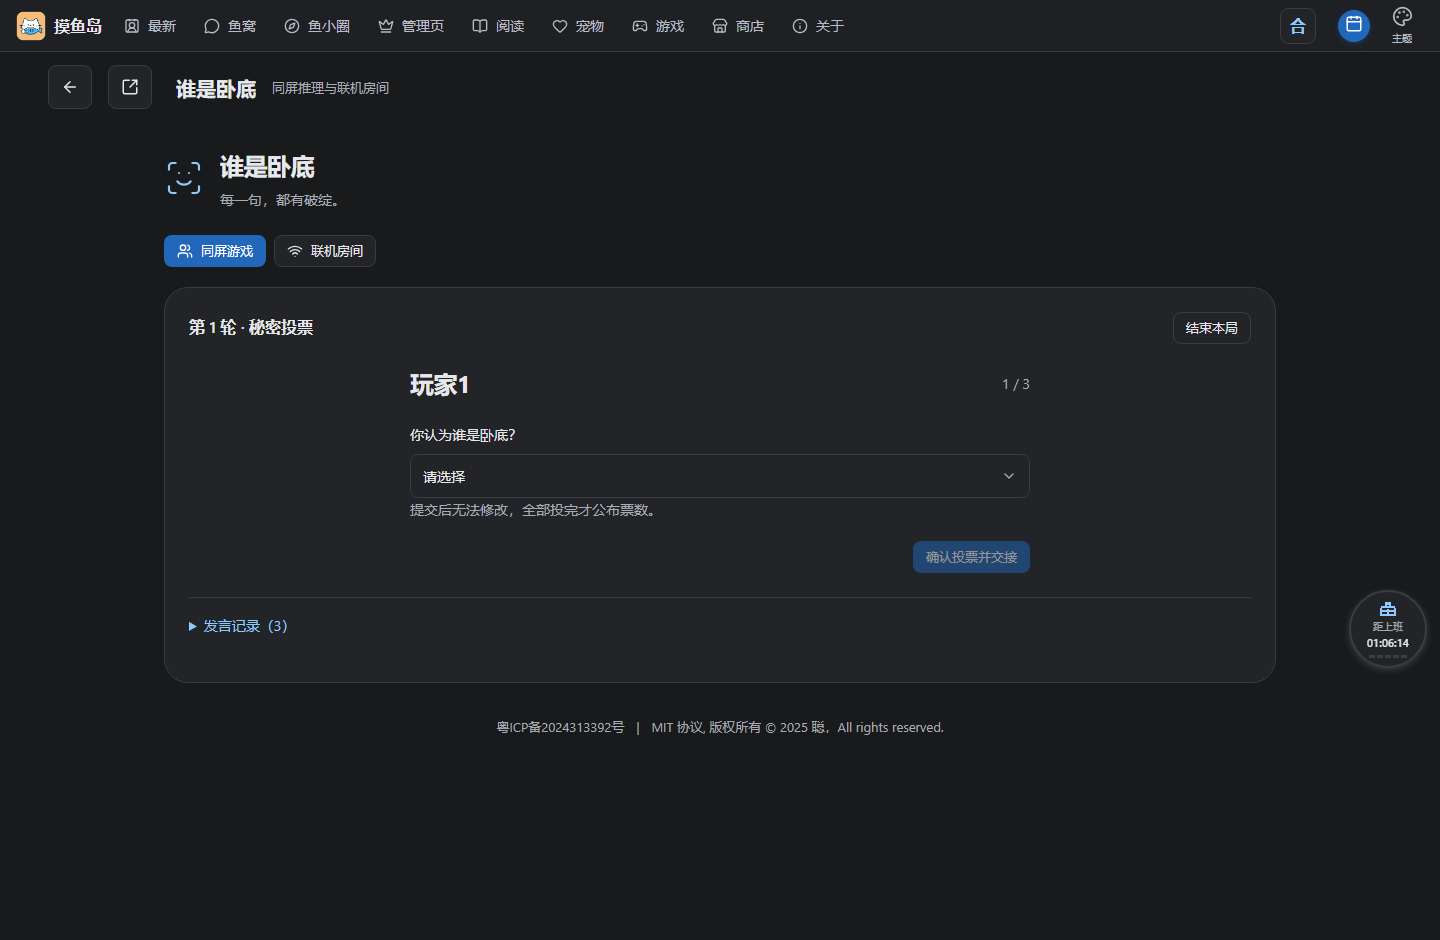 摸鱼岛 最新 鱼窝 鱼小圈 管理页 阅读 宠物 游戏 商店 关于 合 主题
谁是卧底 同屏推理与联机房间
谁是卧底
每一句，都有破绽。
同屏游戏 联机房间
第 1 轮 · 秘密投票 结束本局
玩家1 1 / 3
你认为谁是卧底？
请选择
提交后无法修改，全部投完才公布票数。
确认投票并交接
▶ 发言记录（3）
距上班
01:06:14
粤ICP备2024313392号 | MIT 协议, 版权所有 © 2025 聪，All rights reserved.